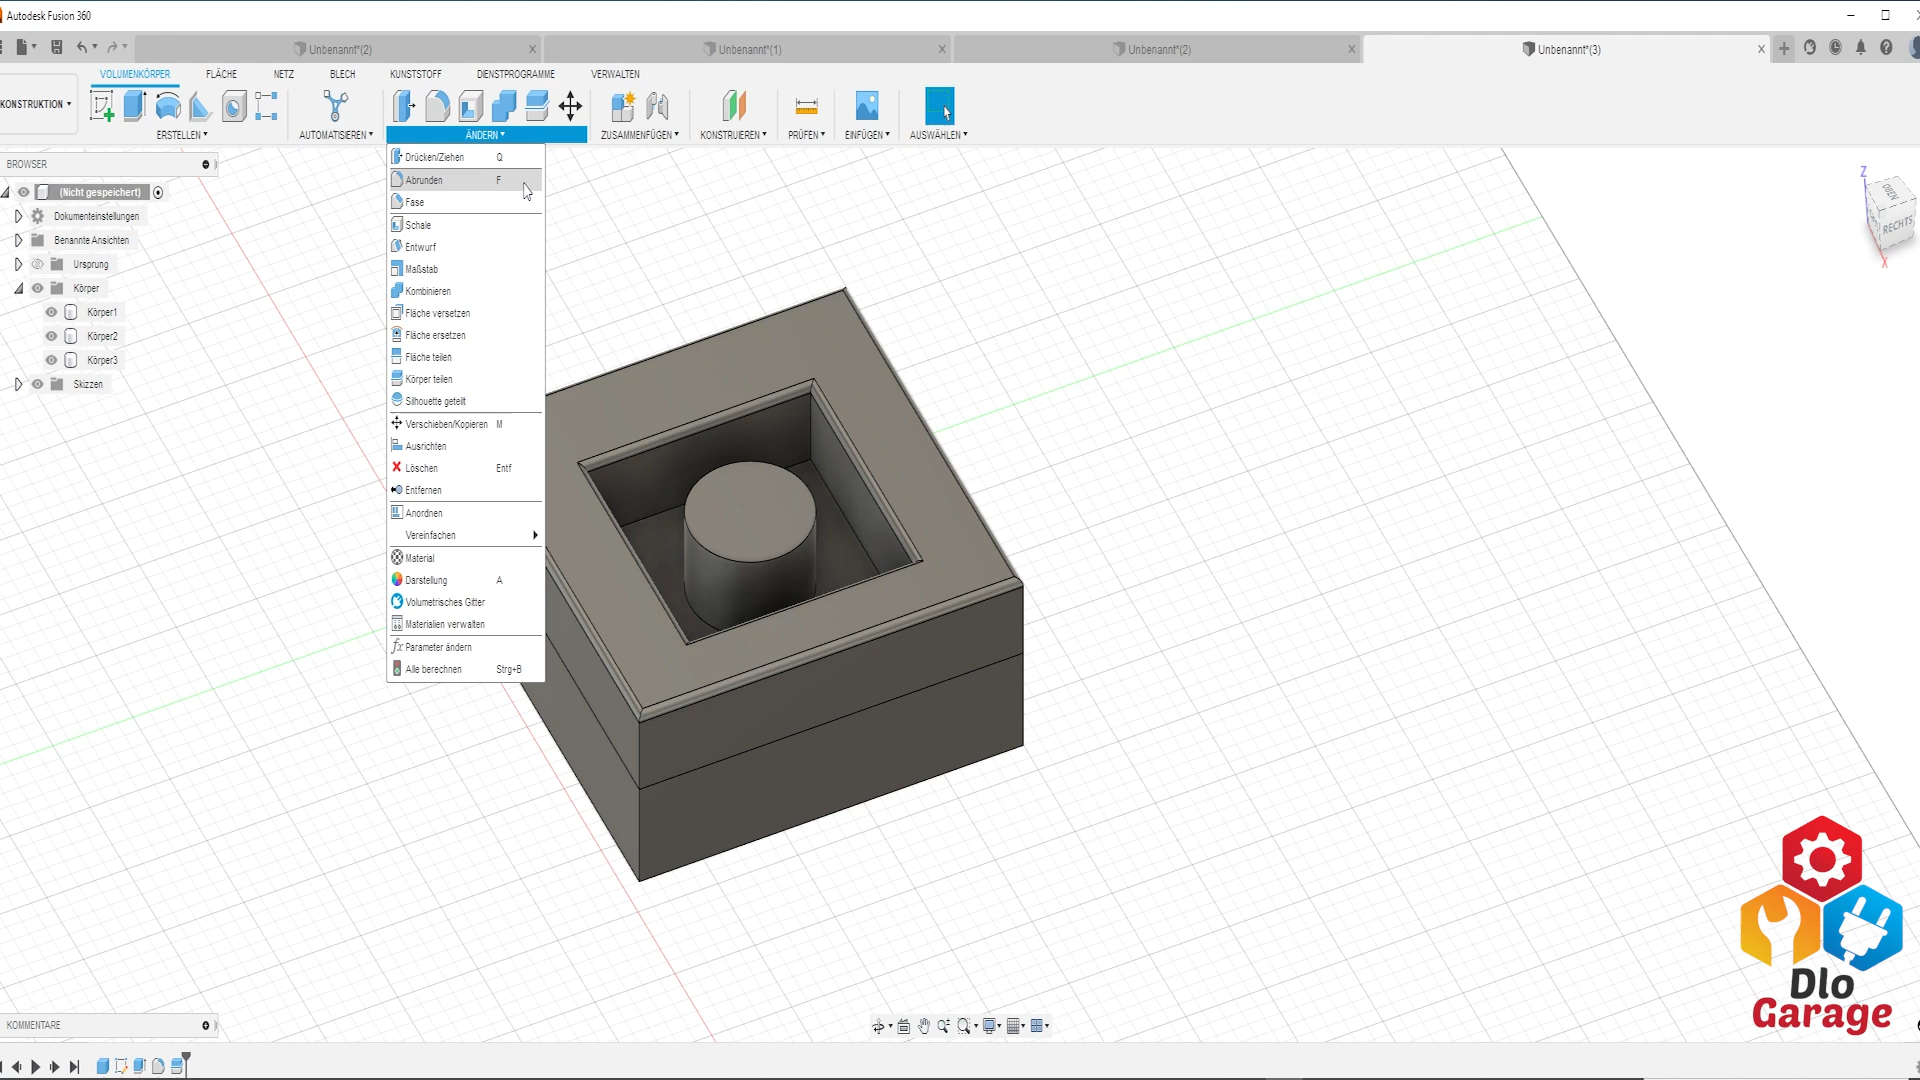 Autodesk Fusion 360
Unbenannt*(2)
Unbenannt*(1)
Unbenannt*(2)
Unbenannt*(3)
VOLUMENKÖRPER FLÄCHE NETZ BLECH KUNSTSTOFF DIENSTPROGRAMME VERWALTEN
KONSTRUKTION
ERSTELLEN AUTOMATISIEREN ÄNDERN ZUSAMMENFÜGEN KONSTRUIEREN PRÜFEN EINFÜGEN AUSWÄHLEN
BROWSER
(Nicht gespeichert)
Dokumenteinstellungen
Benannte Ansichten
Ursprung
Körper
Körper1
Körper2
Körper3
Skizzen
Drücken/Ziehen Q
Abrunden F
Fase
Schale
Entwurf
Maßstab
Kombinieren
Fläche versetzen
Fläche ersetzen
Fläche teilen
Körper teilen
Silhouette geteilt
Verschieben/Kopieren M
Ausrichten
Löschen Entf
Entfernen
Anordnen
Vereinfachen
Material
Darstellung A
Volumetrisches Gitter
Materialien verwalten
Parameter ändern
Alle berechnen Strg+B
Z
OBEN
RECHTS
X
Dlo
Garage
KOMMENTARE